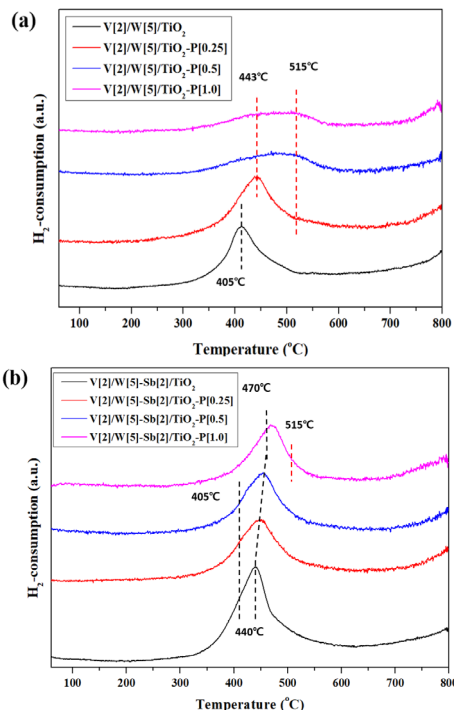 (a)
V[2]/W[5]/TiO2
V[2]/W[5]/TiO2-P[0.25]
V[2]/W[5]/TiO2-P[0.5]
V[2]/W[5]/TiO2-P[1.0]
443℃
515℃
405℃
H2-consumption (a.u.)
100 200 300 400 500 600 700 800
Temperature (oC)
(b)
V[2]/W[5]-Sb[2]/TiO2
V[2]/W[5]-Sb[2]/TiO2-P[0.25]
V[2]/W[5]-Sb[2]/TiO2-P[0.5]
V[2]/W[5]-Sb[2]/TiO2-P[1.0]
470℃
515℃
405℃
440℃
H2-consumption (a.u.)
100 200 300 400 500 600 700 800
Temperature (oC)